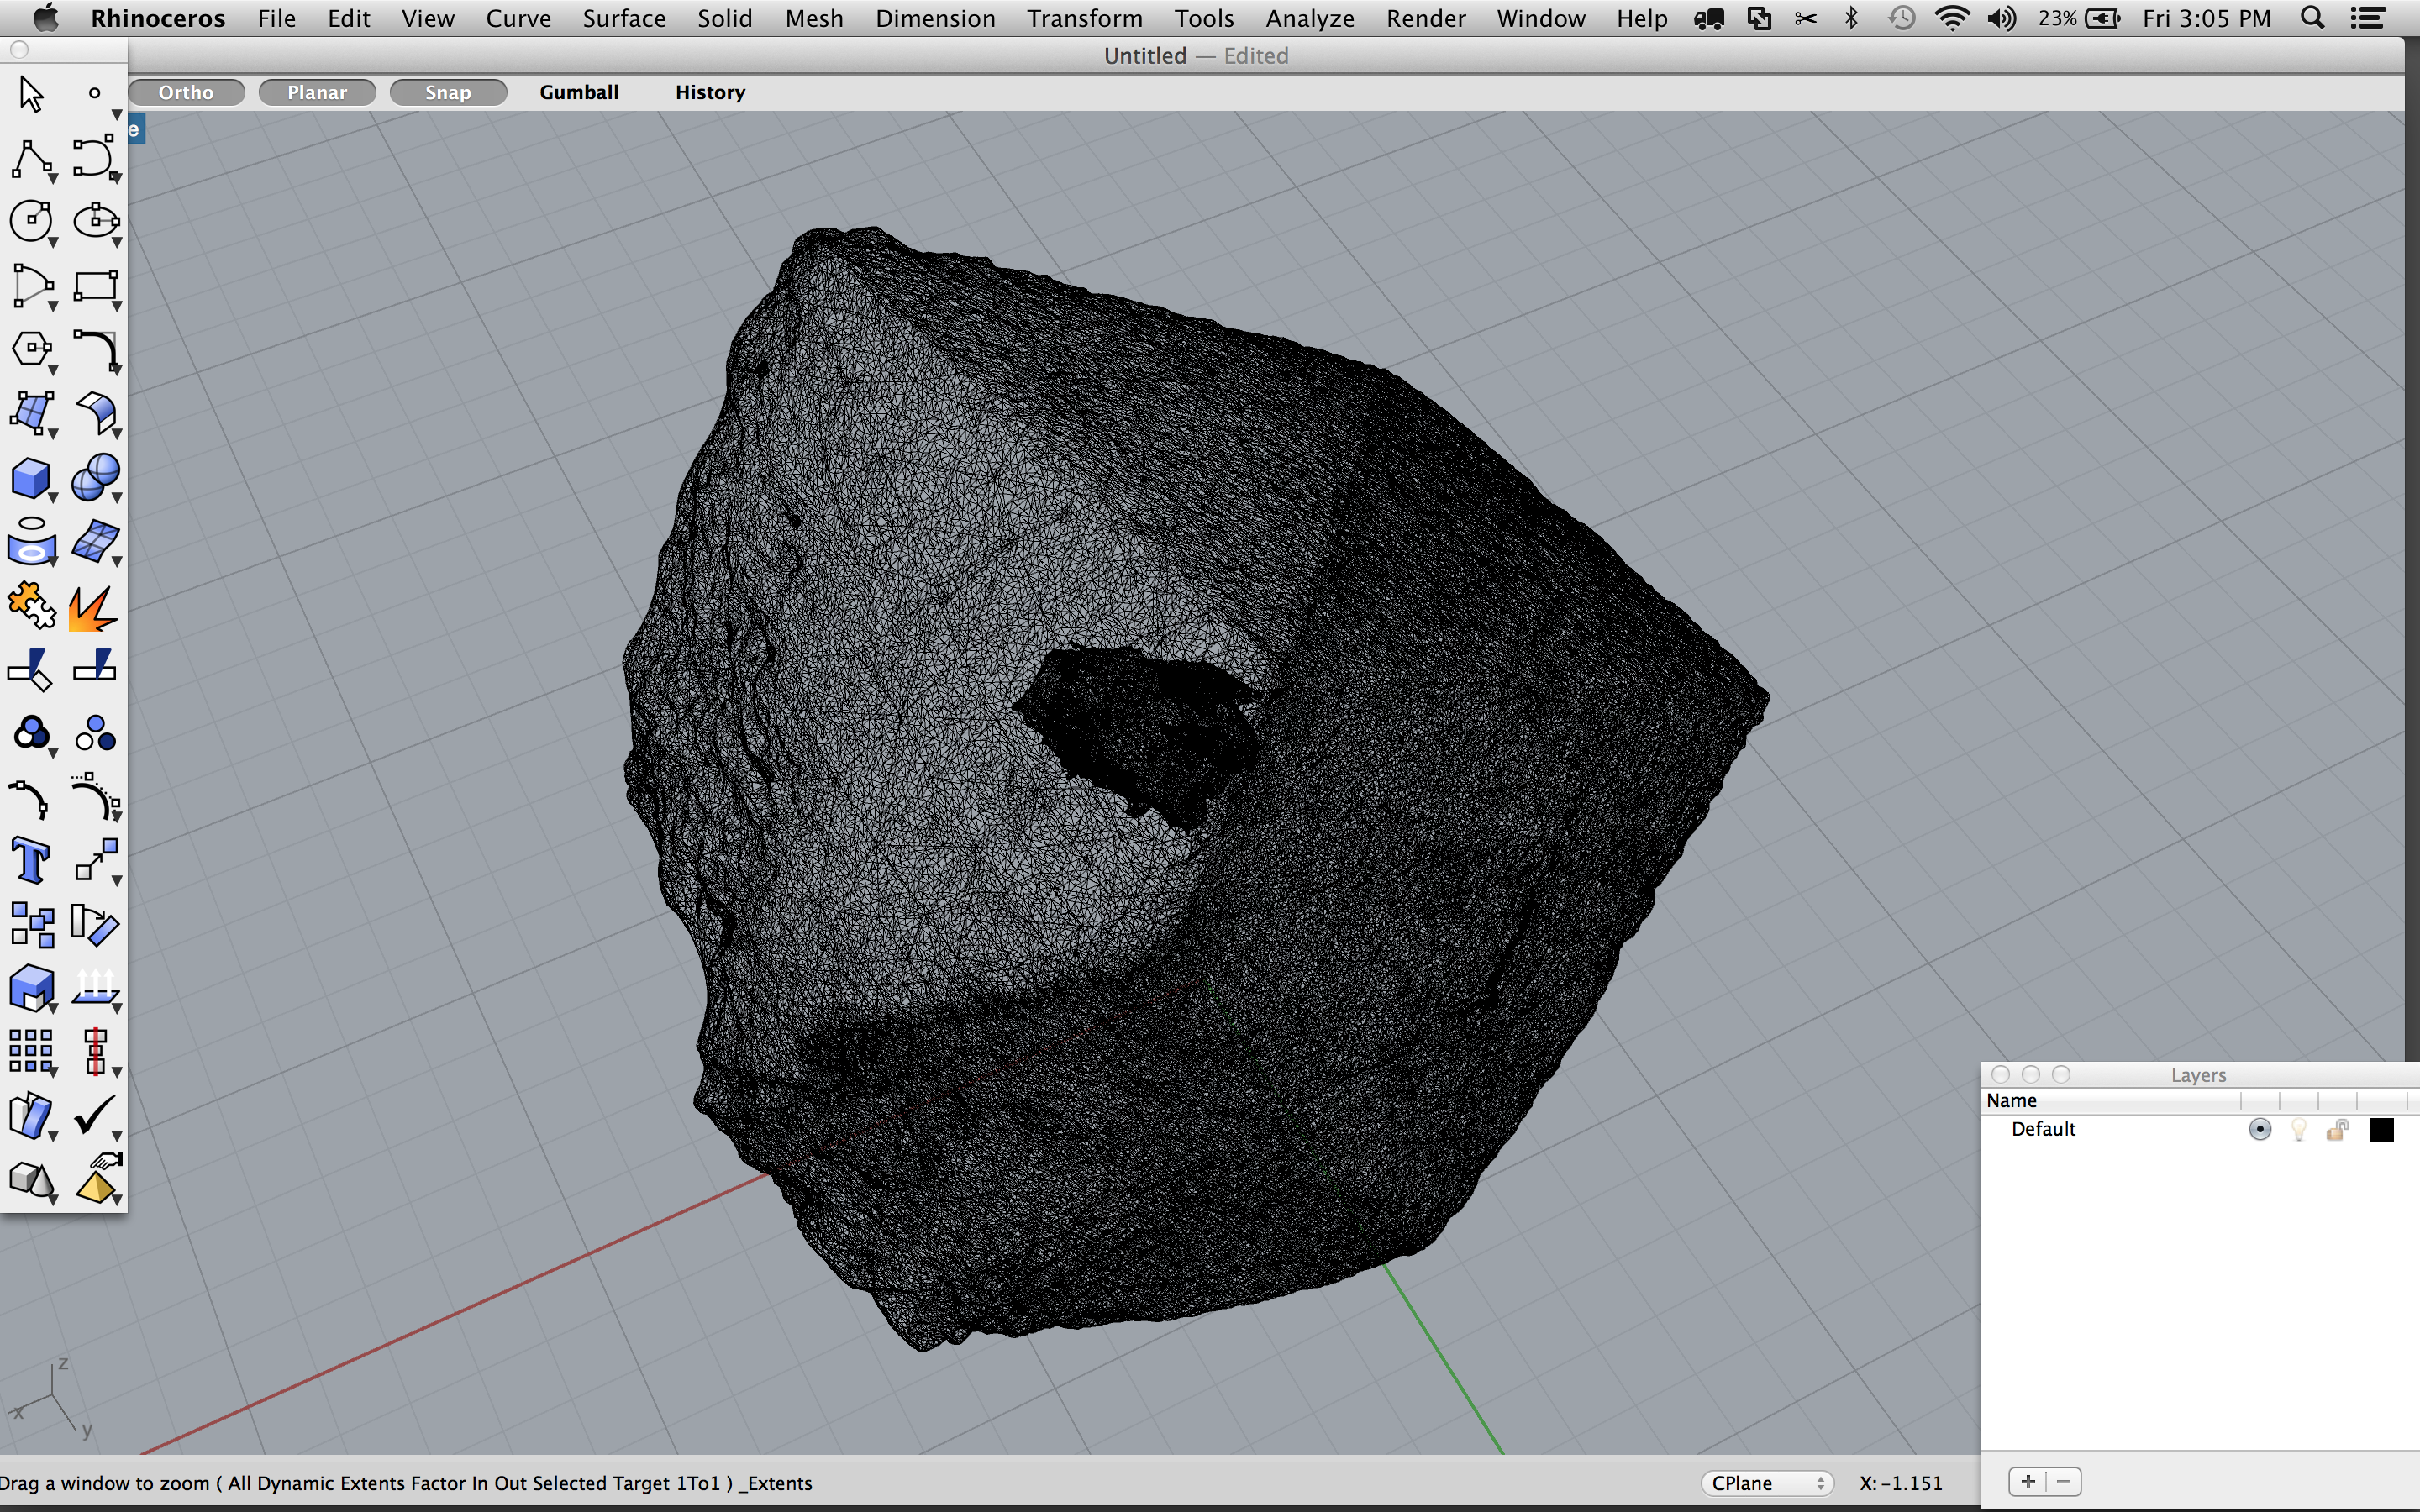 Rhinoceros File Edit View Curve Surface Solid Mesh Dimension Transform Tools Analyze Render Window Help 23% Fri 3:05 PM
Untitled — Edited
Ortho Planar Snap Gumball History
e
Layers
Name
Default
z
x
y
Drag a window to zoom ( All Dynamic Extents Factor In Out Selected Target 1To1 ) _Extents CPlane X: -1.151